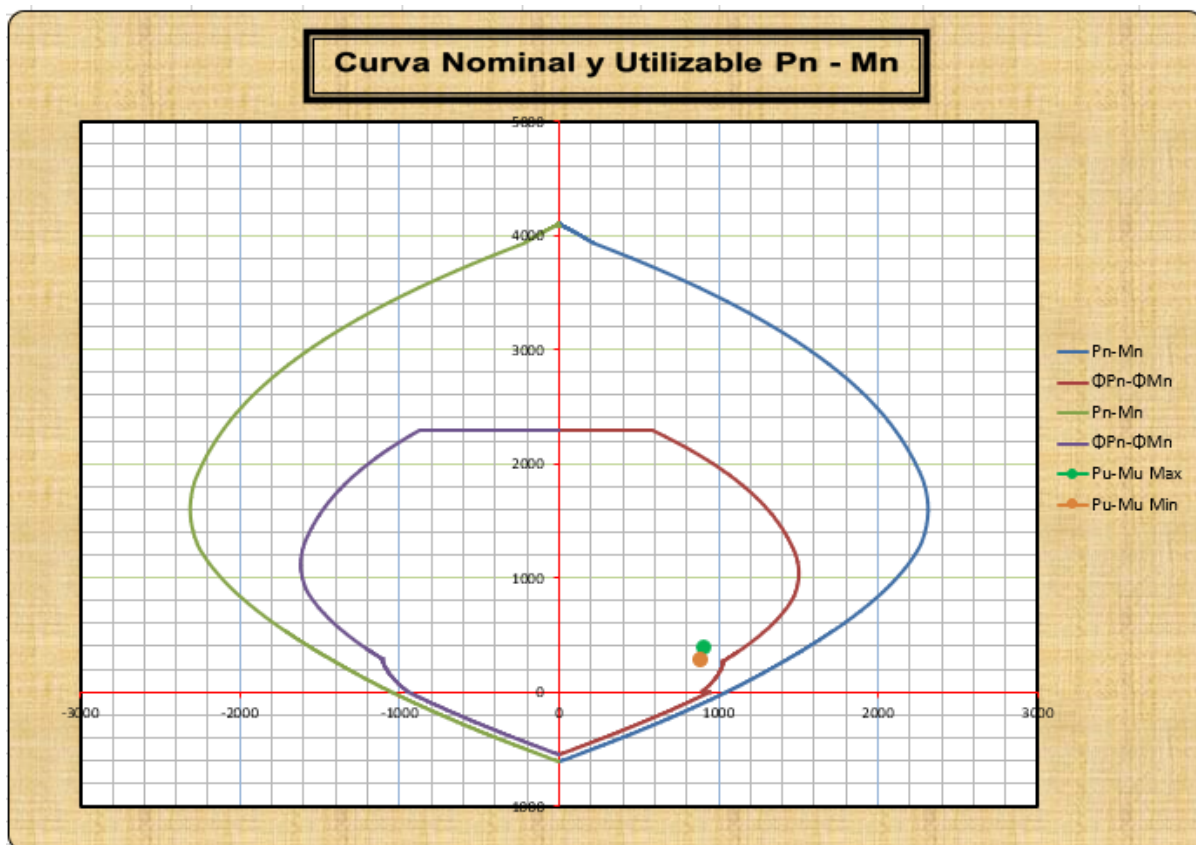 Curva Nominal y Utilizable Pn - Mn
5000
4000
3000
2000
1000
0
-3000 -2000 -1000 0 1000 2000 3000
-1000
Pn-Mn
ΦPn-ΦMn
Pn-Mn
ΦPn-ΦMn
Pu-Mu Max
Pu-Mu Min